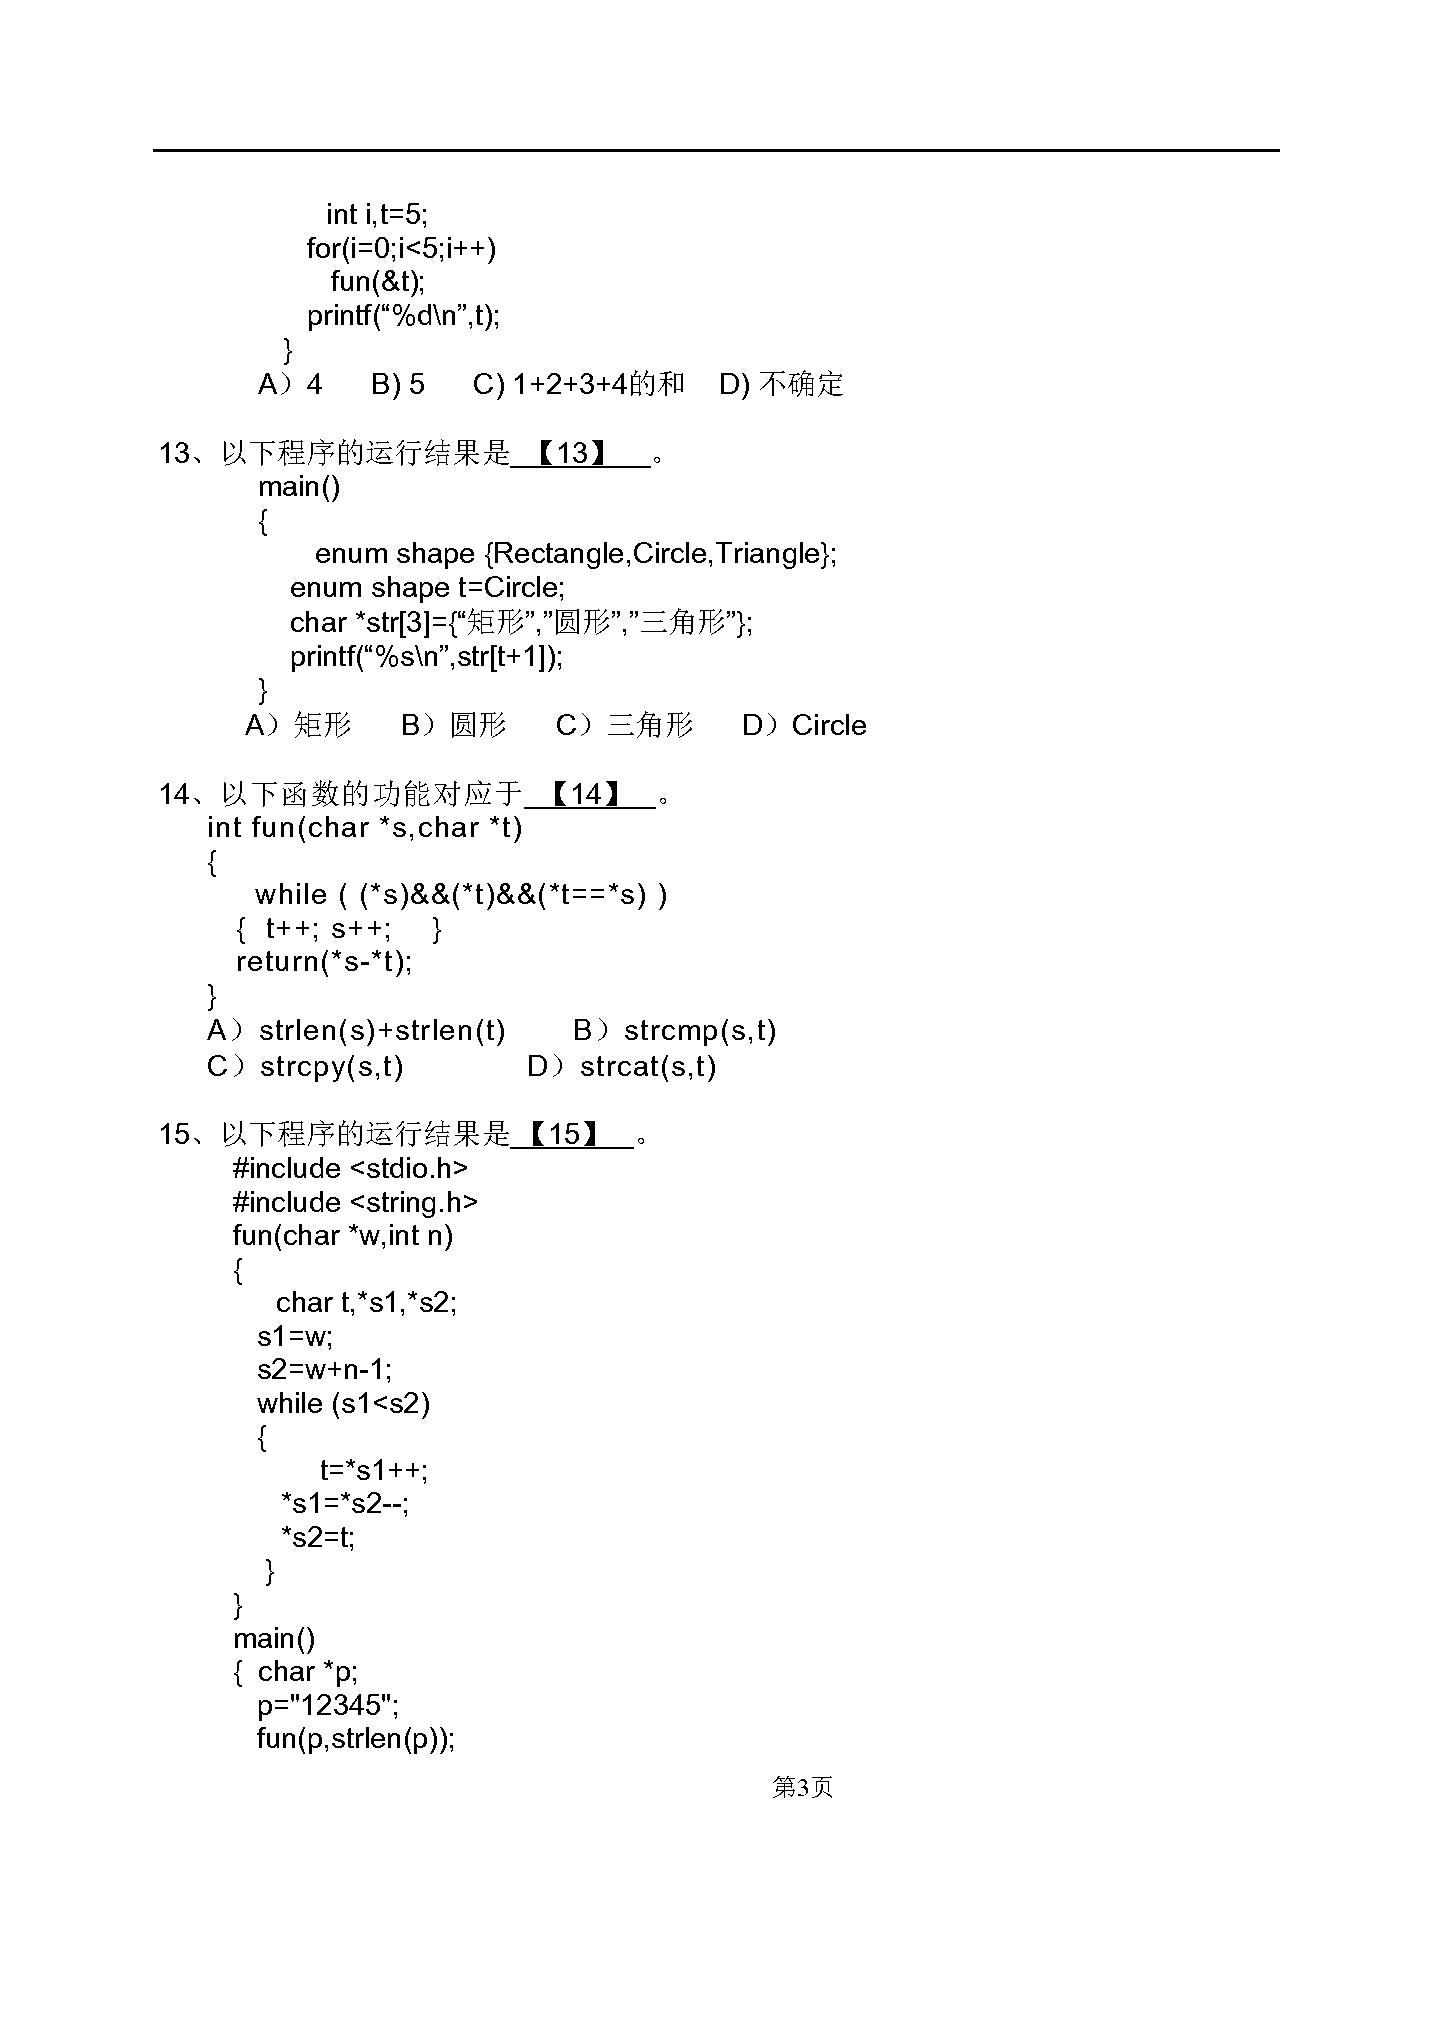 int i,t=5;
for(i=0;i<5;i++)
fun(&t);
printf(“%d\n”,t);
}
A）4 B) 5 C) 1+2+3+4的和 D) 不确定
13、以下程序的运行结果是 【13】 。
main()
{
enum shape {Rectangle,Circle,Triangle};
enum shape t=Circle;
char *str[3]={“矩形”,”圆形”,”三角形”};
printf(“%s\n”,str[t+1]);
}
A）矩形 B）圆形 C）三角形 D）Circle
14、以下函数的功能对应于 【14】 。
int fun(char *s,char *t)
{
while ( (*s)&&(*t)&&(*t==*s) )
{ t++; s++; }
return(*s-*t);
}
A）strlen(s)+strlen(t) B）strcmp(s,t)
C）strcpy(s,t) D）strcat(s,t)
15、以下程序的运行结果是 【15】 。
#include <stdio.h>
#include <string.h>
fun(char *w,int n)
{
char t,*s1,*s2;
s1=w;
s2=w+n-1;
while (s1<s2)
{
t=*s1++;
*s1=*s2--;
*s2=t;
}
}
main()
{ char *p;
p="12345";
fun(p,strlen(p));
第3页